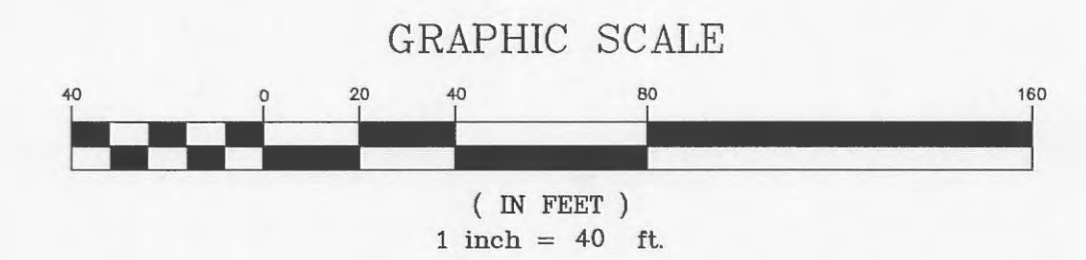 GRAPHIC SCALE
40 0 20 40 80 160
( IN FEET )
1 inch = 40 ft.